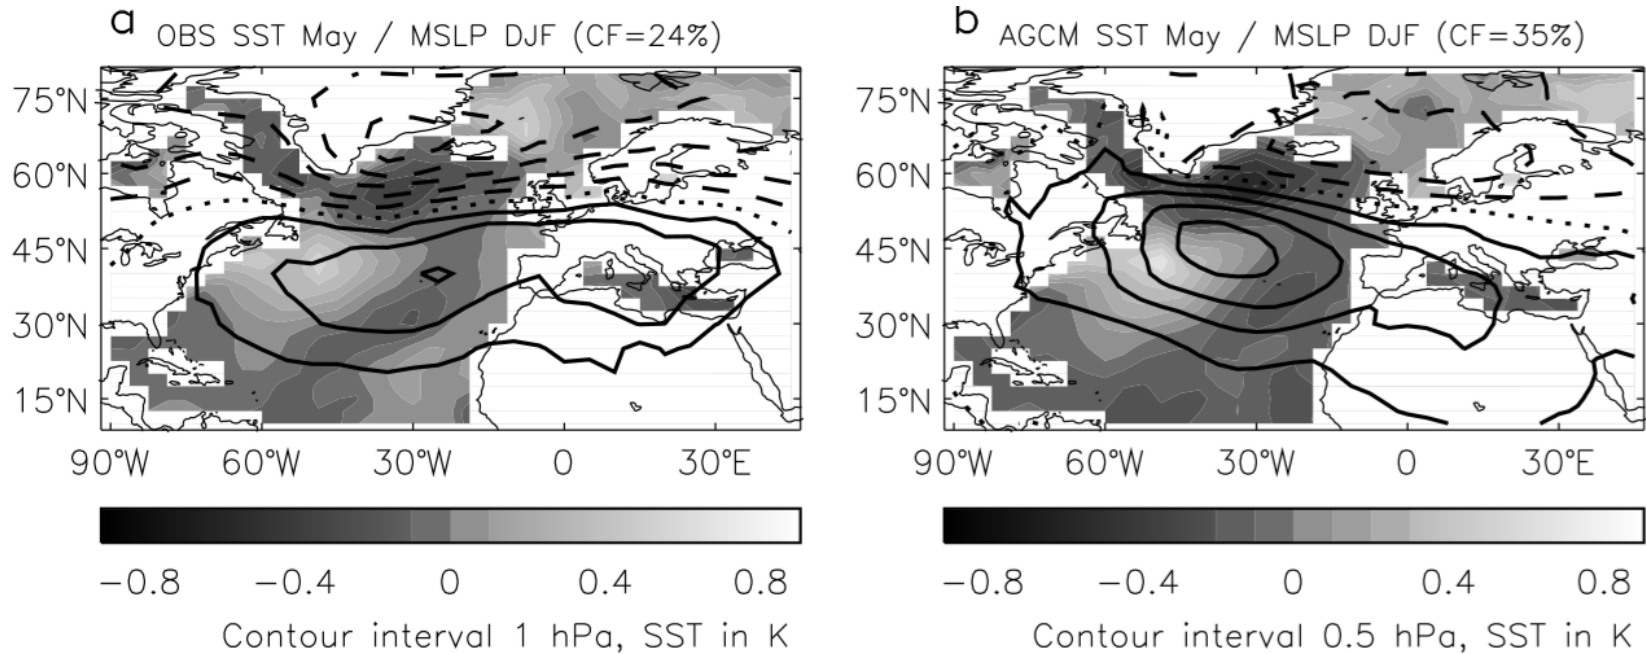 a OBS SST May / MSLP DJF (CF=24%)
75°N
60°N
45°N
30°N
15°N
90°W 60°W 30°W 0 30°E
−0.8 −0.4 0 0.4 0.8
Contour interval 1 hPa, SST in K
b AGCM SST May / MSLP DJF (CF=35%)
75°N
60°N
45°N
30°N
15°N
90°W 60°W 30°W 0 30°E
−0.8 −0.4 0 0.4 0.8
Contour interval 0.5 hPa, SST in K